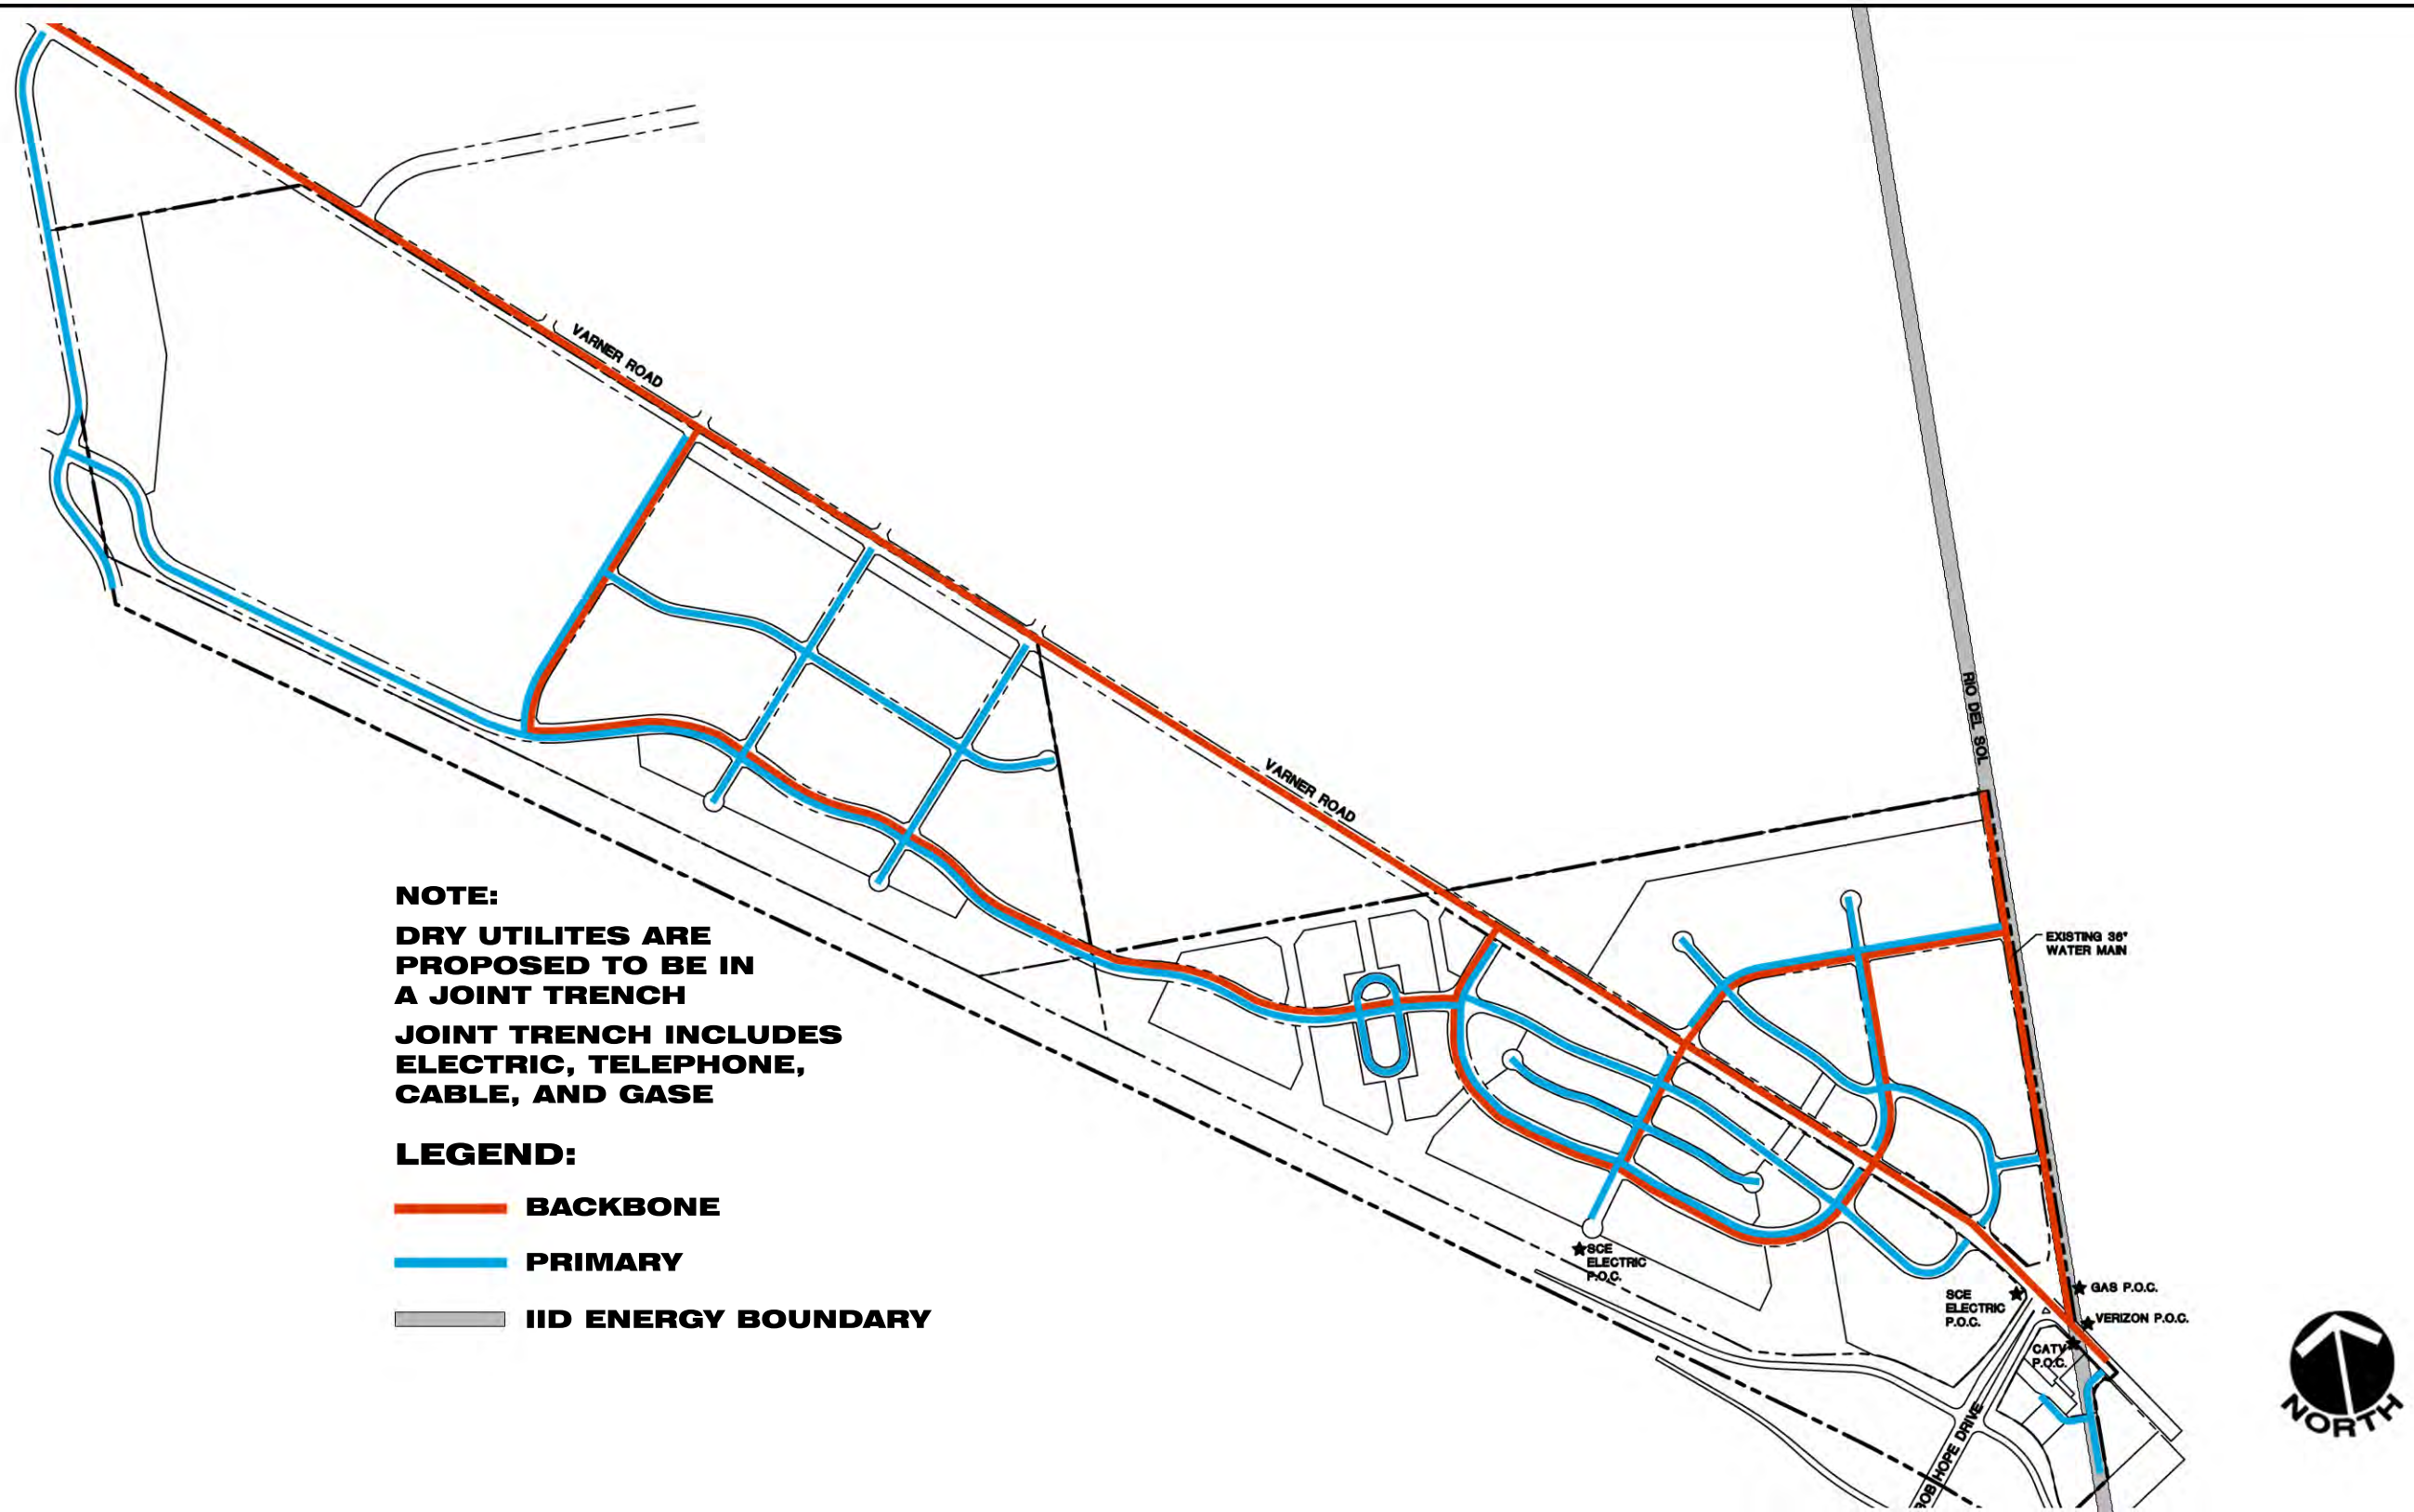 VARNER ROAD
RIO DEL SOL
VARNER ROAD
EXISTING 36"
WATER MAIN
NOTE:
DRY UTILITES ARE
PROPOSED TO BE IN
A JOINT TRENCH
JOINT TRENCH INCLUDES
ELECTRIC, TELEPHONE,
CABLE, AND GASE
LEGEND:
BACKBONE
PRIMARY
IID ENERGY BOUNDARY
SCE
ELECTRIC
P.O.C.
SCE
ELECTRIC
P.O.C.
GAS P.O.C.
VERIZON P.O.C.
CATV
P.O.C.
BOB HOPE DRIVE
NORTH